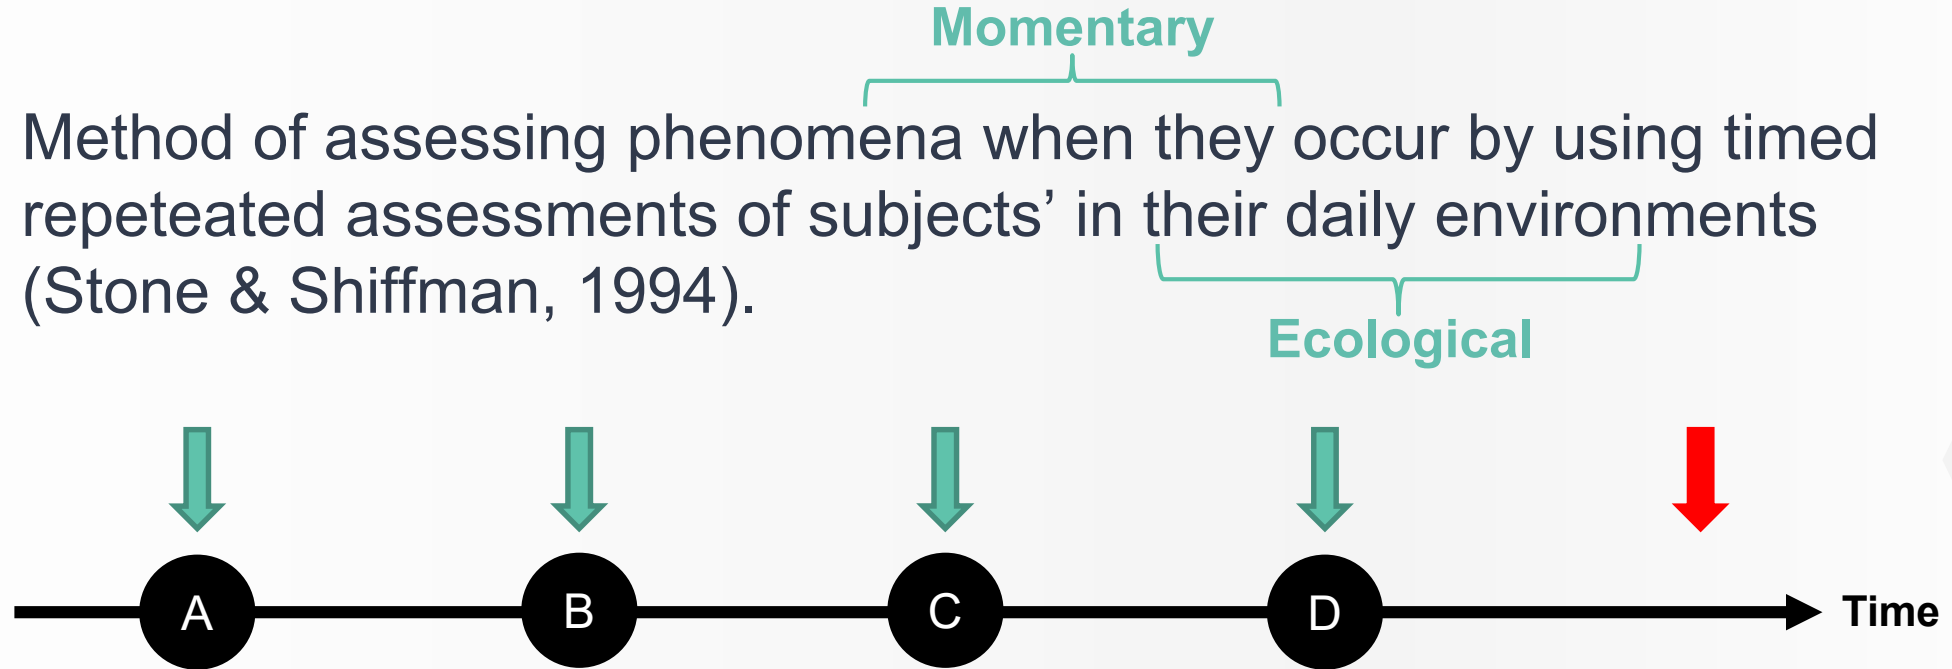 Momentary
Method of assessing phenomena when they occur by using timed
repeteated assessments of subjects’ in their daily environments
(Stone & Shiffman, 1994).
Ecological
A
B
C
D
Time